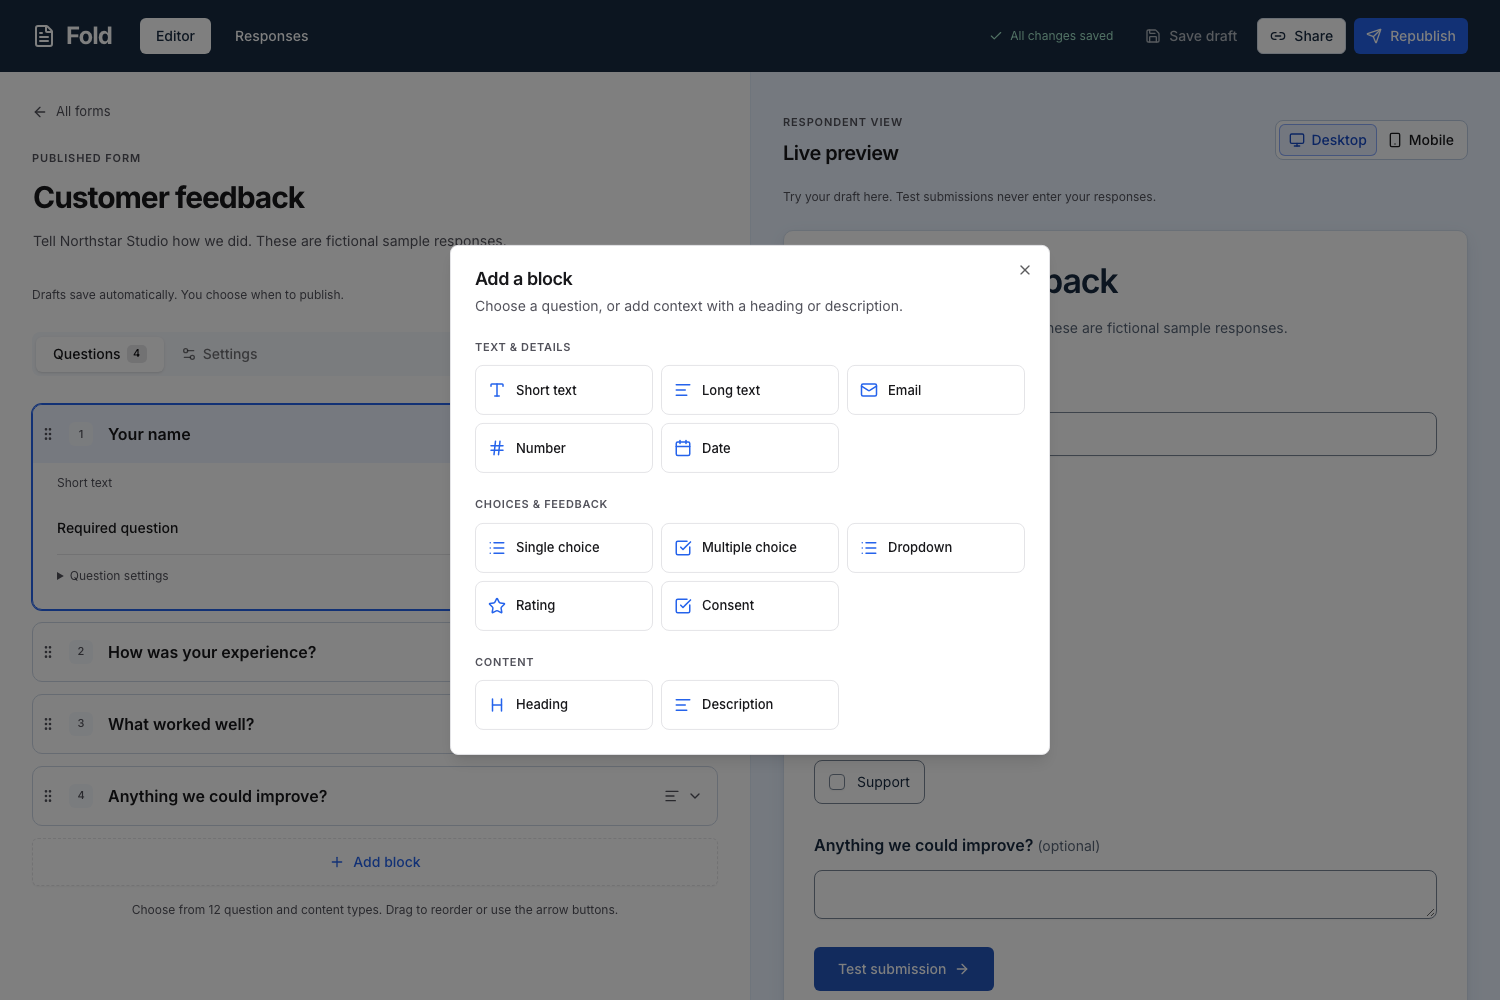 Fold
Editor
Responses
All changes saved
Save draft
Share
Republish
All forms
PUBLISHED FORM
Customer feedback
Tell Northstar Studio how we did. These are fictional sample responses.
Drafts save automatically. You choose when to publish.
Questions 4
Settings
1 Your name
Short text
Required question
Question settings
2 How was your experience?
3 What worked well?
4 Anything we could improve?
Add block
Choose from 12 question and content types. Drag to reorder or use the arrow buttons.
RESPONDENT VIEW
Live preview
Desktop
Mobile
Try your draft here. Test submissions never enter your responses.
are fictional sample responses.
Support
Anything we could improve? (optional)
Test submission
Add a block
Choose a question, or add context with a heading or description.
TEXT & DETAILS
Short text
Long text
Email
Number
Date
CHOICES & FEEDBACK
Single choice
Multiple choice
Dropdown
Rating
Consent
CONTENT
Heading
Description